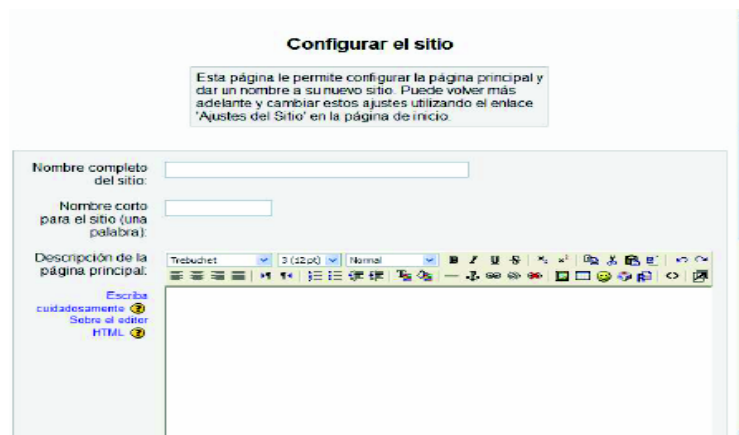 Configurar el sitio
Esta página le permite configurar la página principal y
dar un nombre a su nuevo sitio. Puede volver más
adelante y cambiar estos ajustes utilizando el enlace
'Ajustes del Sitio' en la página de inicio.
Nombre completo
del sitio:
Nombre corto
para el sitio (una
palabra):
Descripción de la
página principal:
Trebuchet 3 (12 pt) Normal B I U S
Escriba
cuidadosamente
Sobre el editor
HTML